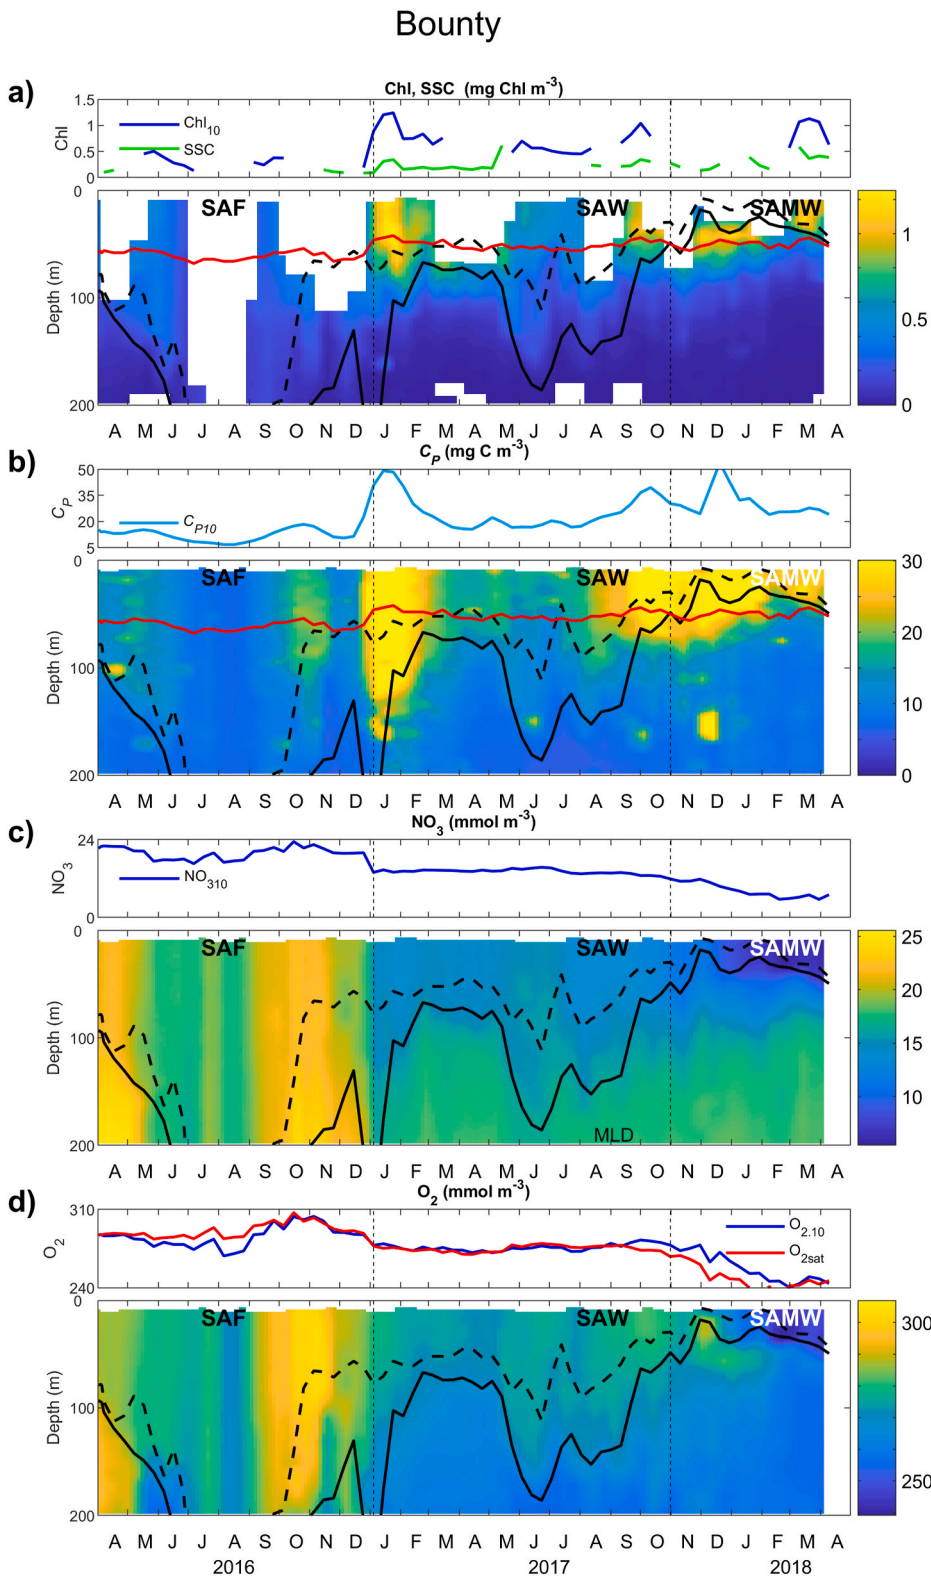 Bounty
a)
Chl, SSC (mg Chl m-3)
1.5
1
0.5
0
Chl
Chl10
SSC
0
100
200
Depth (m)
SAF
SAW
SAMW
1
0.5
0
A M J J A S O N D J F M A M J J A S O N D J F M A
b)
CP (mg C m-3)
50
35
20
5
CP
CP10
0
100
200
Depth (m)
SAF
SAW
SAMW
30
20
10
0
A M J J A S O N D J F M A M J J A S O N D J F M A
c)
NO3 (mmol m-3)
24
0
NO3
NO310
0
100
200
Depth (m)
SAF
SAW
SAMW
MLD
25
20
15
10
A M J J A S O N D J F M A M J J A S O N D J F M A
d)
O2 (mmol m-3)
310
240
O2
O2.10
O2sat
0
100
200
Depth (m)
SAF
SAW
SAMW
300
250
A M J J A S O N D J F M A M J J A S O N D J F M A
2016 2017 2018